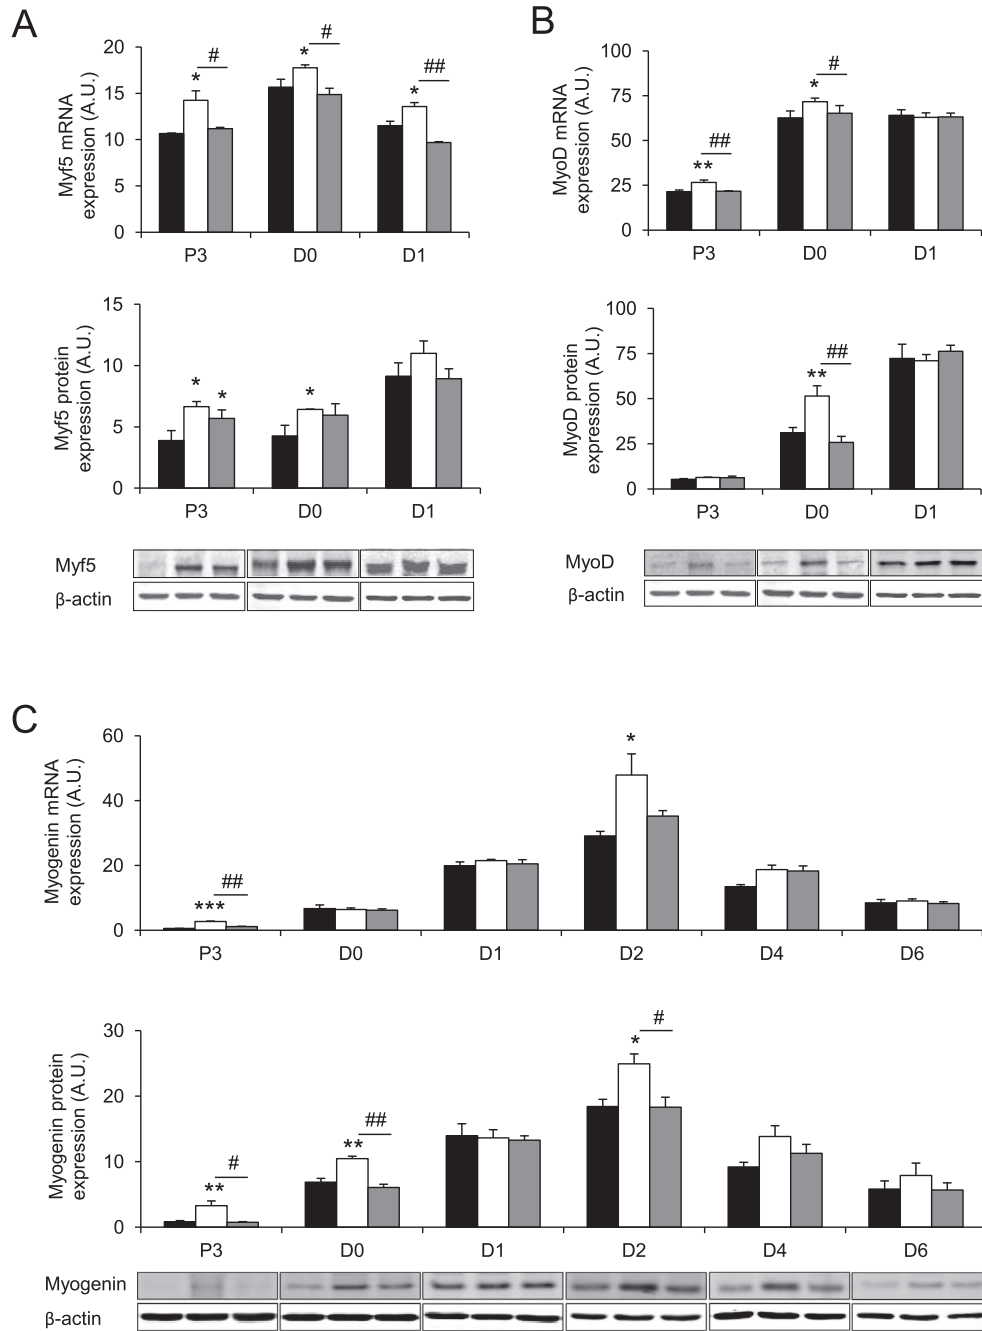 A
Myf5 mRNA
expression (A.U.)
20
15
10
5
0
*
#
*
#
*
##
P3
D0
D1
Myf5 protein
expression (A.U.)
15
10
5
0
*
*
*
P3
D0
D1
Myf5
β-actin
B
MyoD mRNA
expression (A.U.)
100
75
50
25
0
**
##
*
#
P3
D0
D1
MyoD protein
expression (A.U.)
100
75
50
25
0
**
##
P3
D0
D1
MyoD
β-actin
C
Myogenin mRNA
expression (A.U.)
60
40
20
0
***
##
*
P3
D0
D1
D2
D4
D6
Myogenin protein
expression (A.U.)
30
20
10
0
**
#
**
##
*
#
P3
D0
D1
D2
D4
D6
Myogenin
β-actin